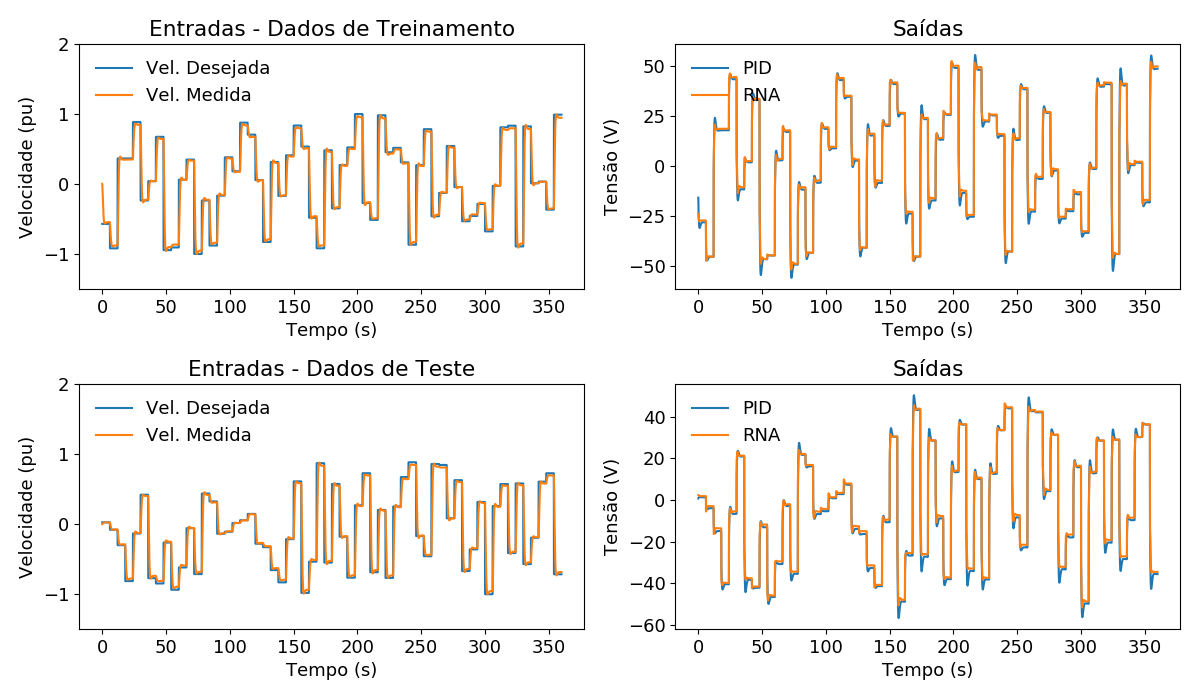 Entradas - Dados de Treinamento
Vel. Desejada
Vel. Medida
Velocidade (pu)
2
1
0
−1
0 50 100 150 200 250 300 350
Tempo (s)
Saídas
PID
RNA
Tensão (V)
50
25
0
−25
−50
0 50 100 150 200 250 300 350
Tempo (s)
Entradas - Dados de Teste
Vel. Desejada
Vel. Medida
Velocidade (pu)
2
1
0
−1
0 50 100 150 200 250 300 350
Tempo (s)
Saídas
PID
RNA
Tensão (V)
40
20
0
−20
−40
−60
0 50 100 150 200 250 300 350
Tempo (s)